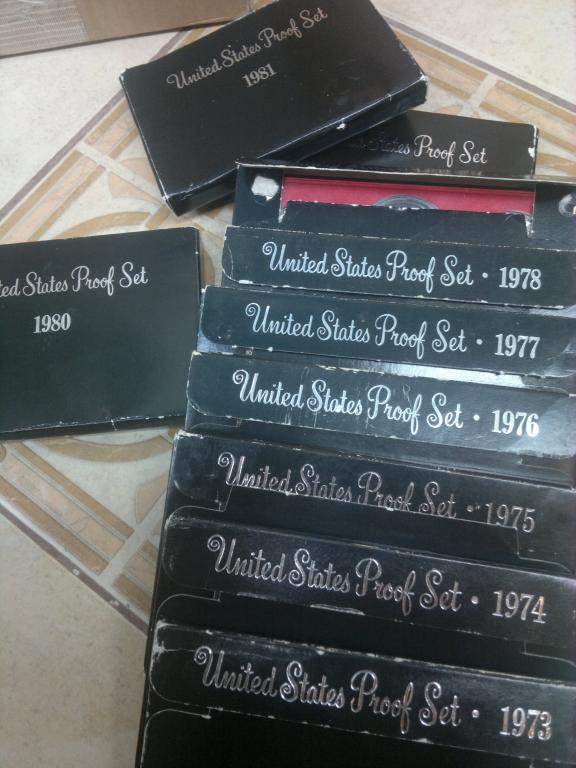 United States Proof Set
1981
States Proof Set
United States Proof Set · 1978
United States Proof Set
1980
United States Proof Set · 1977
United States Proof Set · 1976
United States Proof Set · 1975
United States Proof Set · 1974
United States Proof Set · 1973